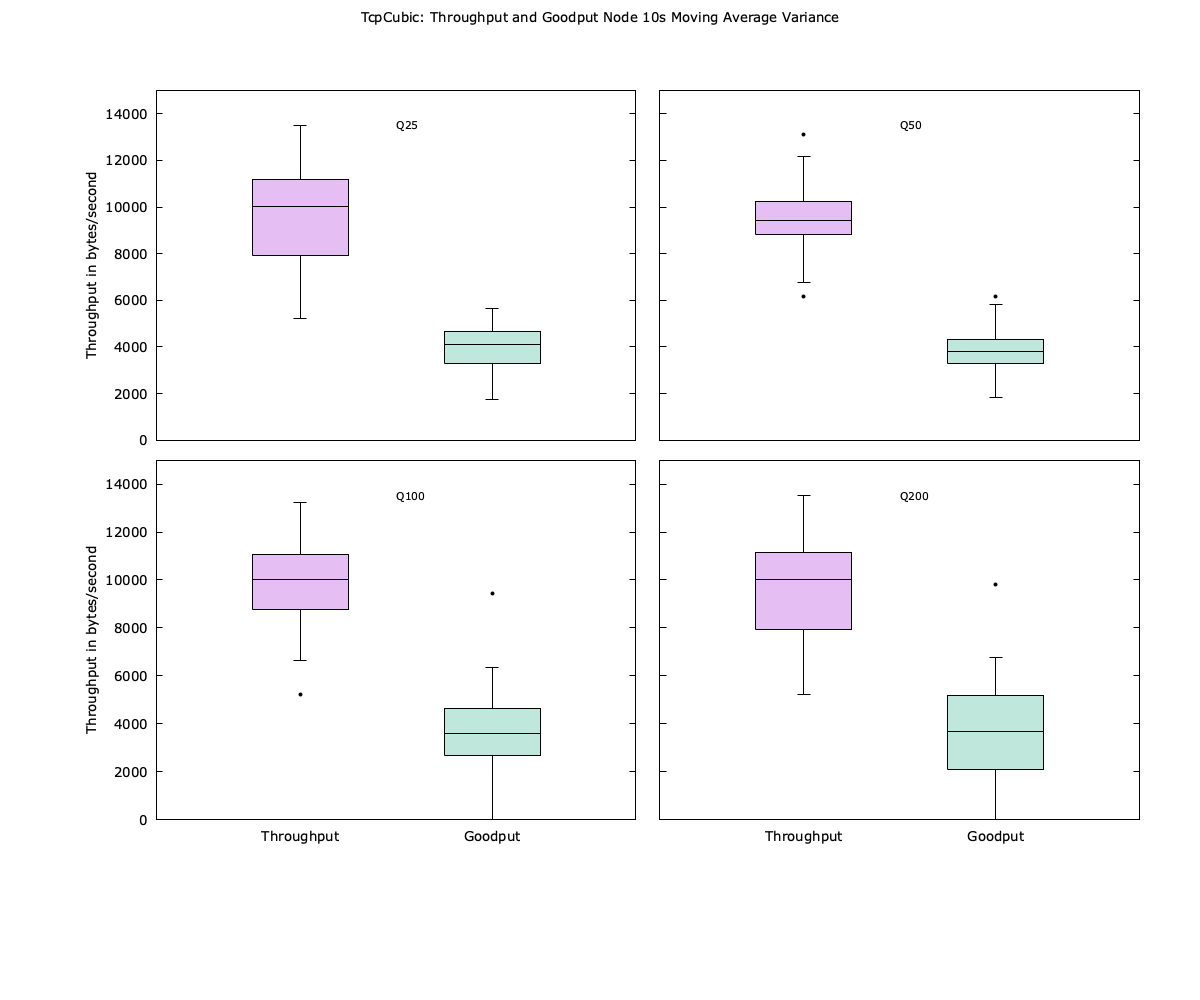 TcpCubic: Throughput and Goodput Node 10s Moving Average Variance
Throughput in bytes/second
14000
12000
10000
8000
6000
4000
2000
0
Q25
Q50
Throughput in bytes/second
14000
12000
10000
8000
6000
4000
2000
0
Q100
Throughput
Goodput
Q200
Throughput
Goodput